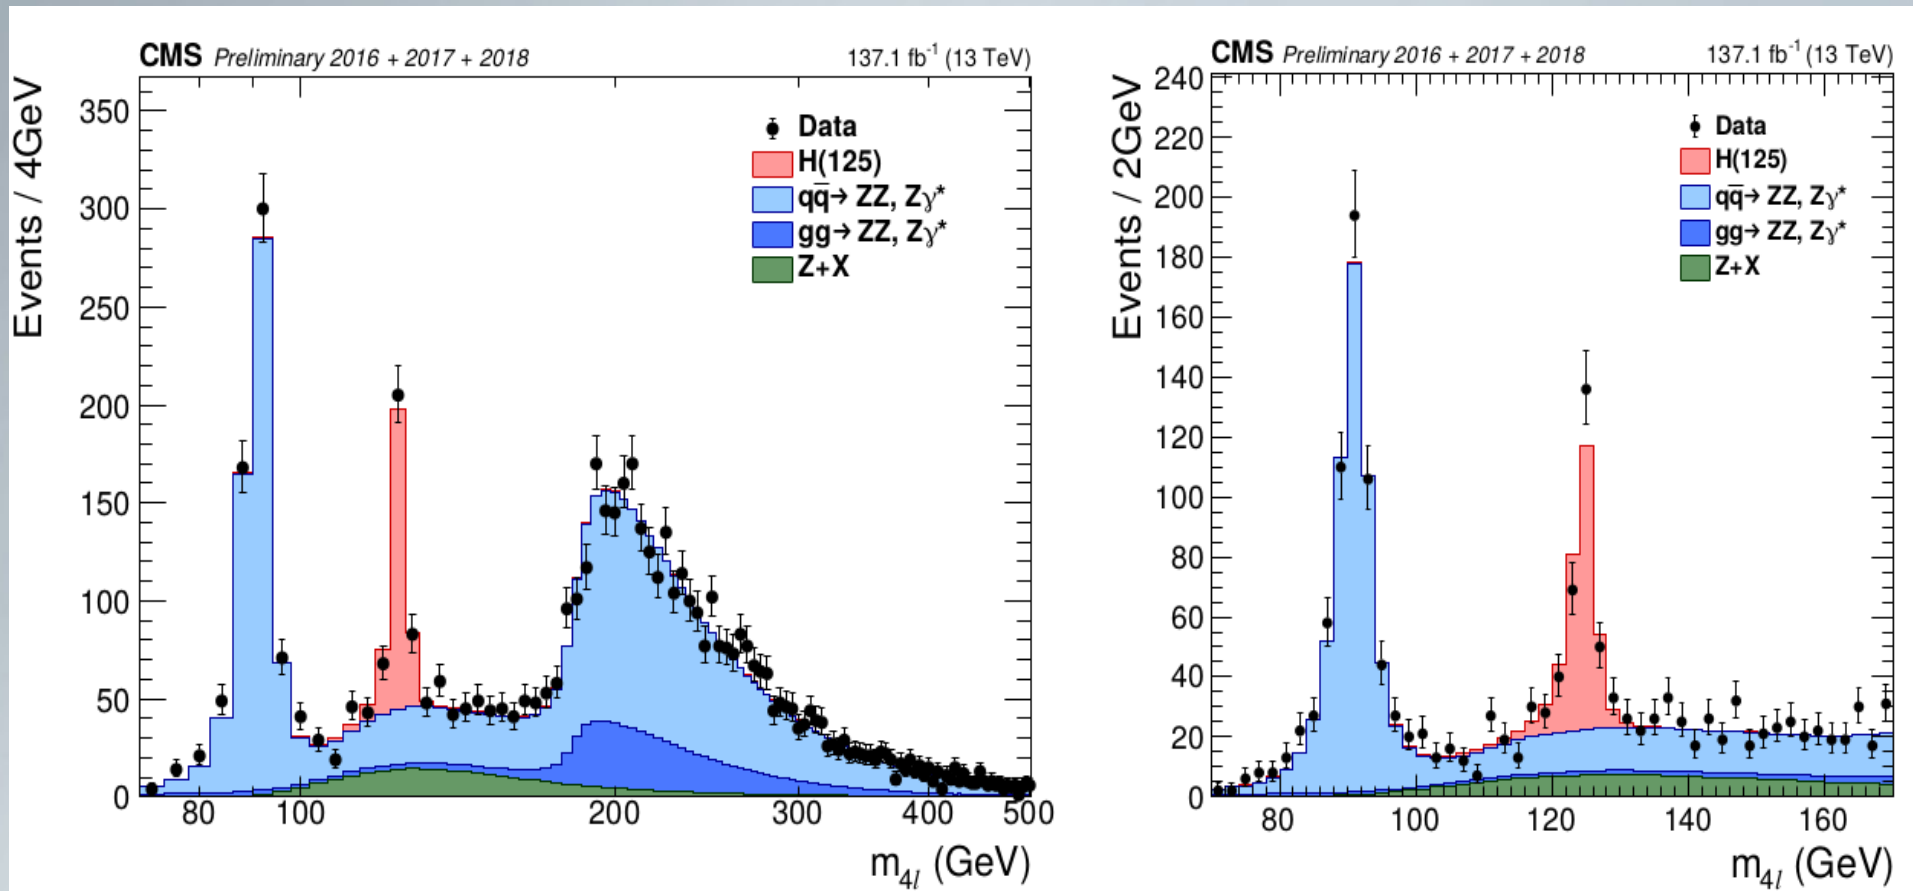 CMS Preliminary 2016 + 2017 + 2018 137.1 fb⁻¹ (13 TeV)
Events / 4GeV
350
300
250
200
150
100
50
0
Data
H(125)
qq̅→ ZZ, Zγ*
gg→ ZZ, Zγ*
Z+X
80 100 200 300 400 500
m₄l (GeV)
CMS Preliminary 2016 + 2017 + 2018 137.1 fb⁻¹ (13 TeV)
Events / 2GeV
240
220
200
180
160
140
120
100
80
60
40
20
0
Data
H(125)
qq̅→ ZZ, Zγ*
gg→ ZZ, Zγ*
Z+X
80 100 120 140 160
m₄l (GeV)